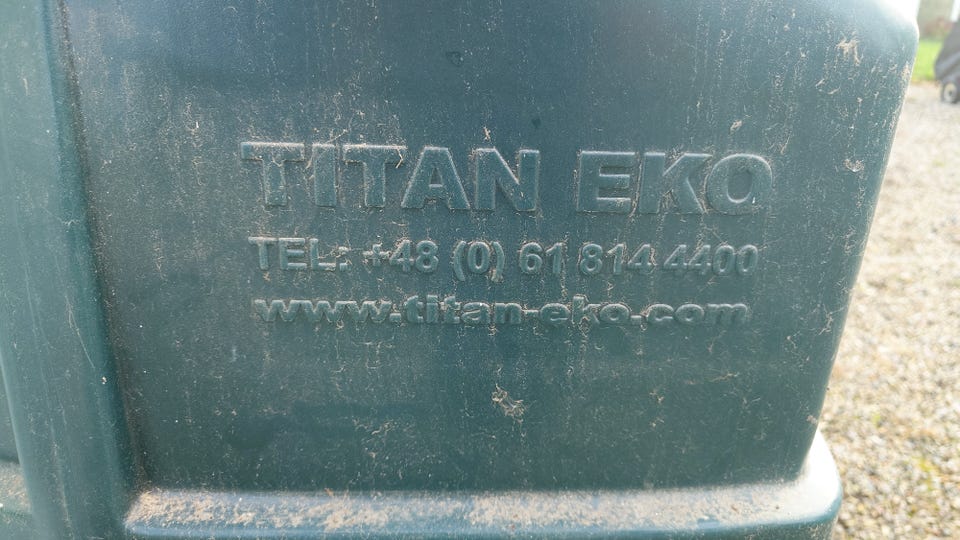 TITAN EKO
TEL: +48 (0) 61 814 4400
www.titan-eko.com